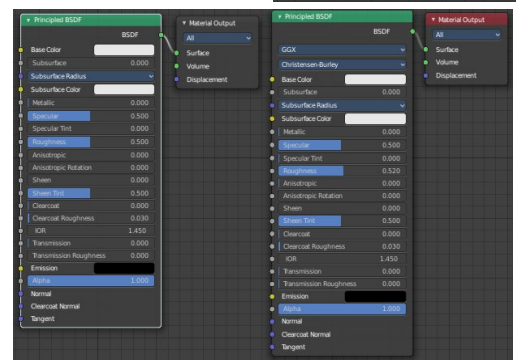 Principled BSDF
BSDF
Base Color
Subsurface 0.000
Subsurface Radius
Subsurface Color
Metallic 0.000
Specular 0.500
Specular Tint 0.000
Roughness 0.500
Anisotropic 0.000
Anisotropic Rotation 0.000
Sheen 0.000
Sheen Tint 0.500
Clearcoat 0.000
Clearcoat Roughness 0.030
IOR 1.450
Transmission 0.000
Transmission Roughness 0.000
Emission
Alpha 1.000
Normal
Clearcoat Normal
Tangent
Material Output
All
Surface
Volume
Displacement
Principled BSDF
BSDF
GGX
Christensen-Burley
Base Color
Subsurface 0.000
Subsurface Radius
Subsurface Color
Metallic 0.000
Specular 0.500
Specular Tint 0.000
Roughness 0.520
Anisotropic 0.000
Anisotropic Rotation 0.000
Sheen 0.000
Sheen Tint 0.500
Clearcoat 0.000
Clearcoat Roughness 0.030
IOR 1.450
Transmission 0.000
Transmission Roughness 0.000
Emission
Alpha 1.000
Normal
Clearcoat Normal
Tangent
Material Output
All
Surface
Volume
Displacement